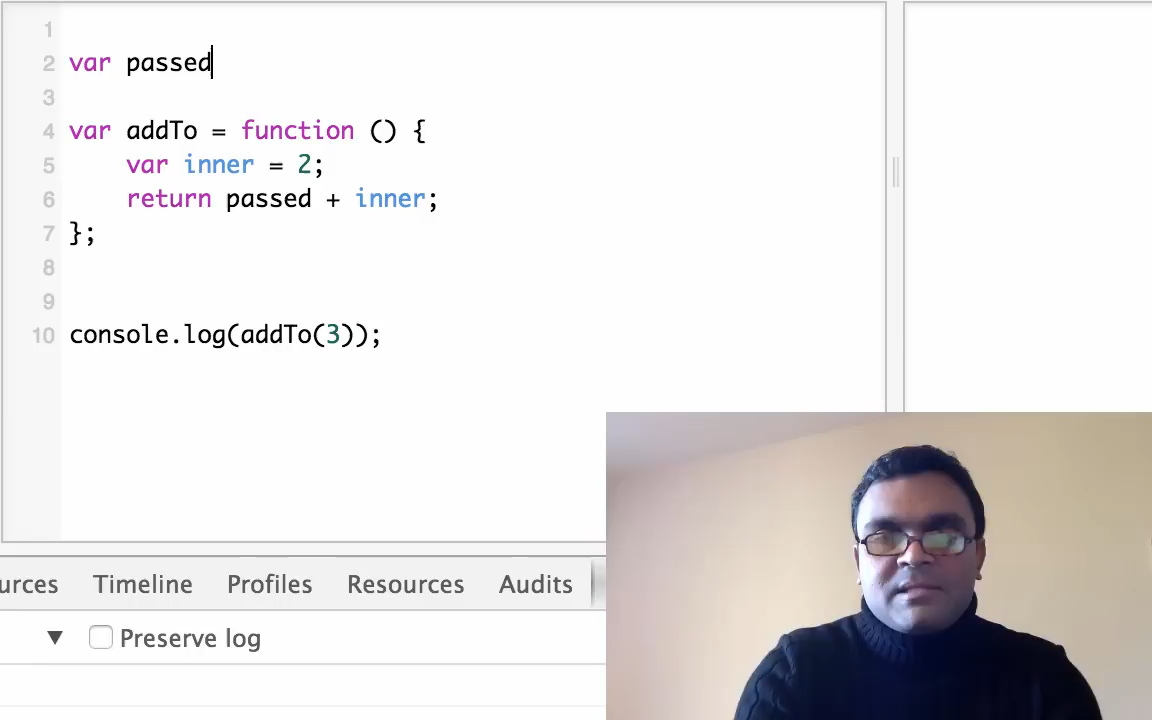 1
2 var passed
3
4 var addTo = function () {
5 var inner = 2;
6 return passed + inner;
7 };
8
9
10 console.log(addTo(3));
urces Timeline Profiles Resources Audits
▼ Preserve log